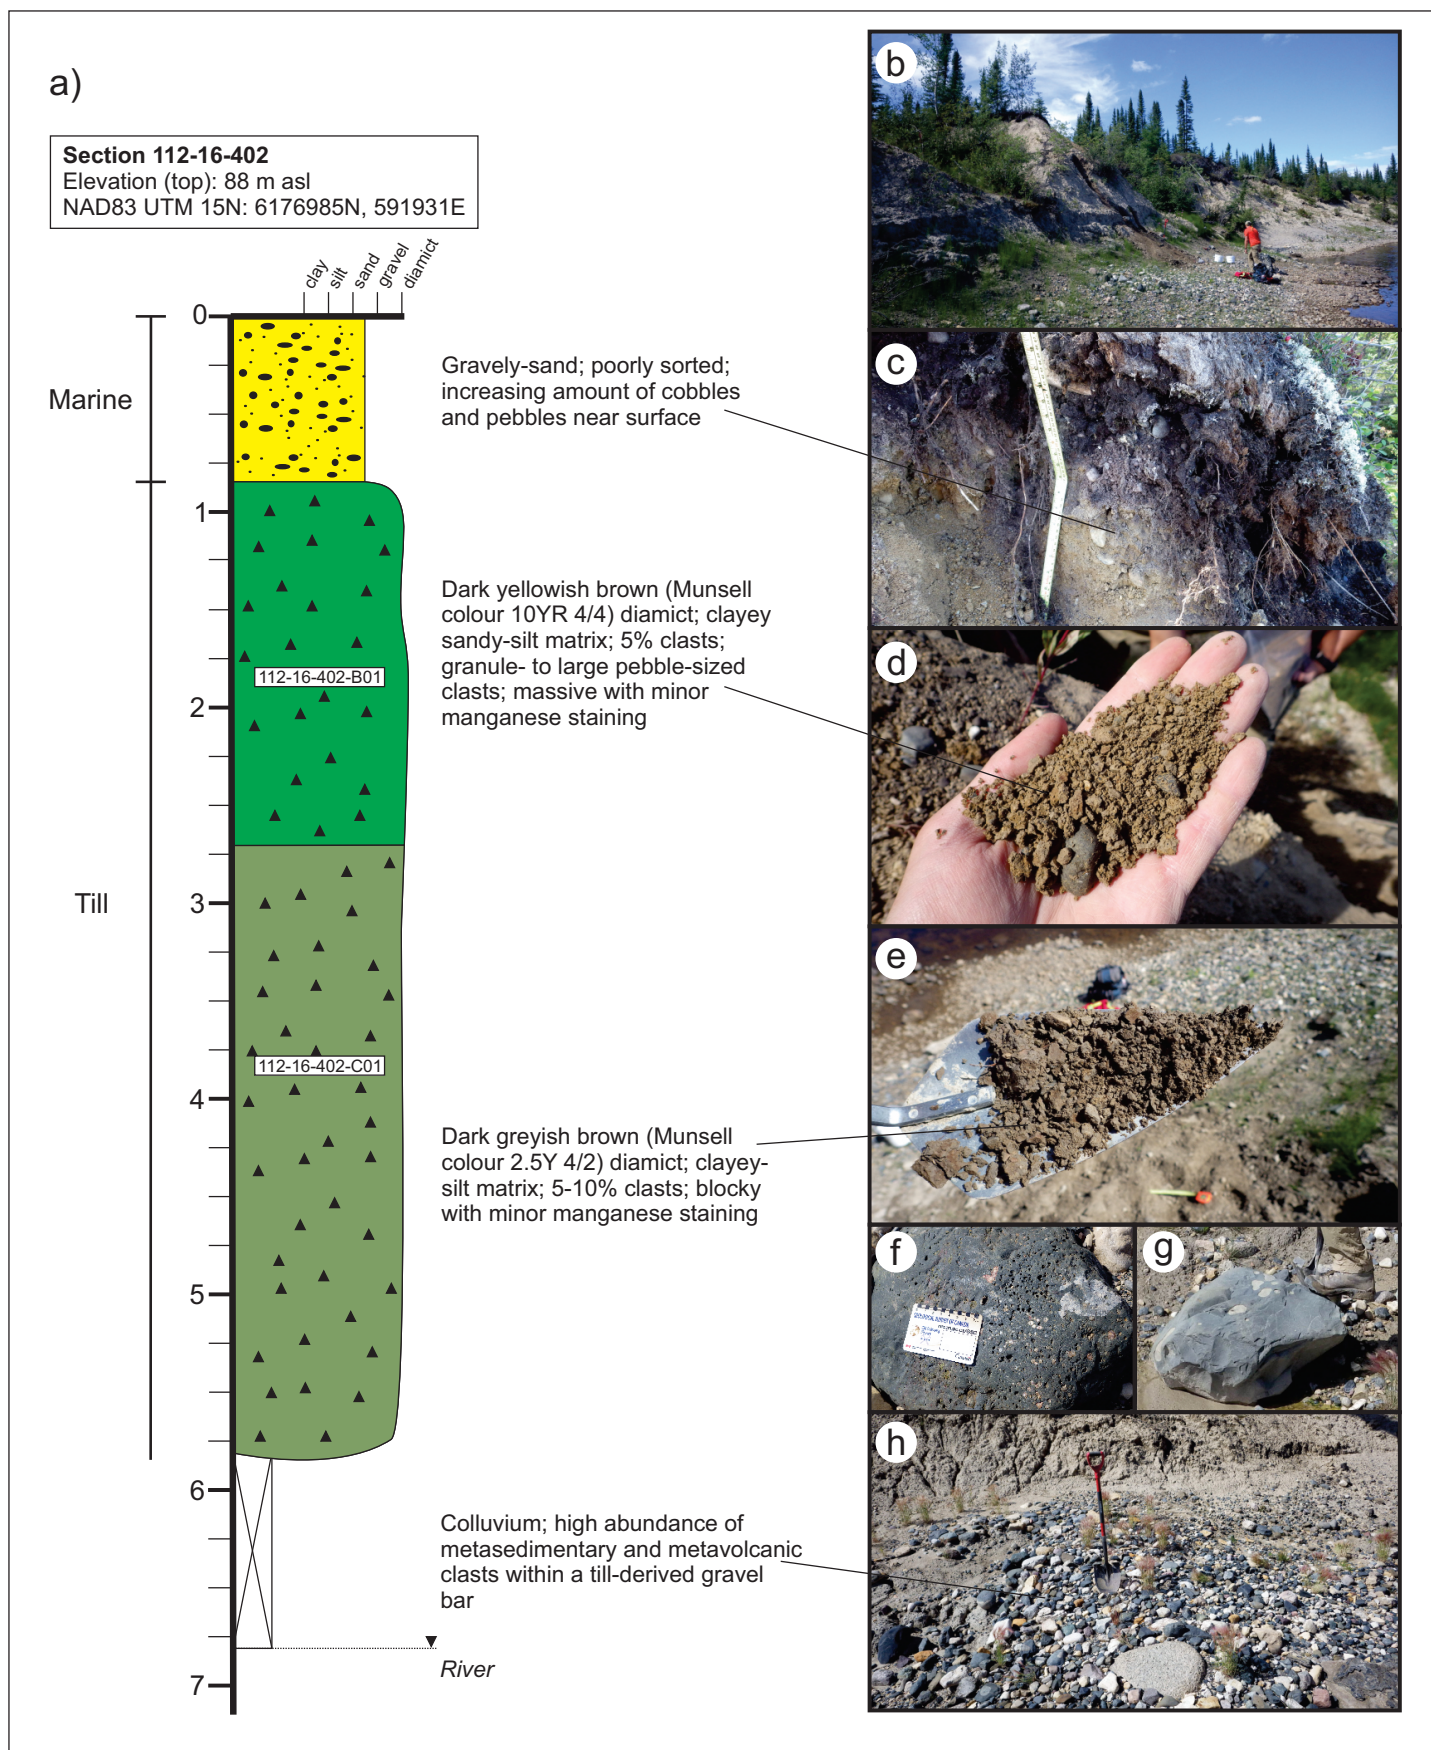 a)
Section 112-16-402
Elevation (top): 88 m asl
NAD83 UTM 15N: 6176985N, 591931E
clay
silt
sand
gravel
diamict
0
1
2
3
4
5
6
7
Marine
Till
112-16-402-B01
112-16-402-C01
Gravely-sand; poorly sorted;
increasing amount of cobbles
and pebbles near surface
Dark yellowish brown (Munsell
colour 10YR 4/4) diamict; clayey
sandy-silt matrix; 5% clasts;
granule- to large pebble-sized
clasts; massive with minor
manganese staining
Dark greyish brown (Munsell
colour 2.5Y 4/2) diamict; clayey-
silt matrix; 5-10% clasts; blocky
with minor manganese staining
Colluvium; high abundance of
metasedimentary and metavolcanic
clasts within a till-derived gravel
bar
River
b
c
d
e
f
g
h